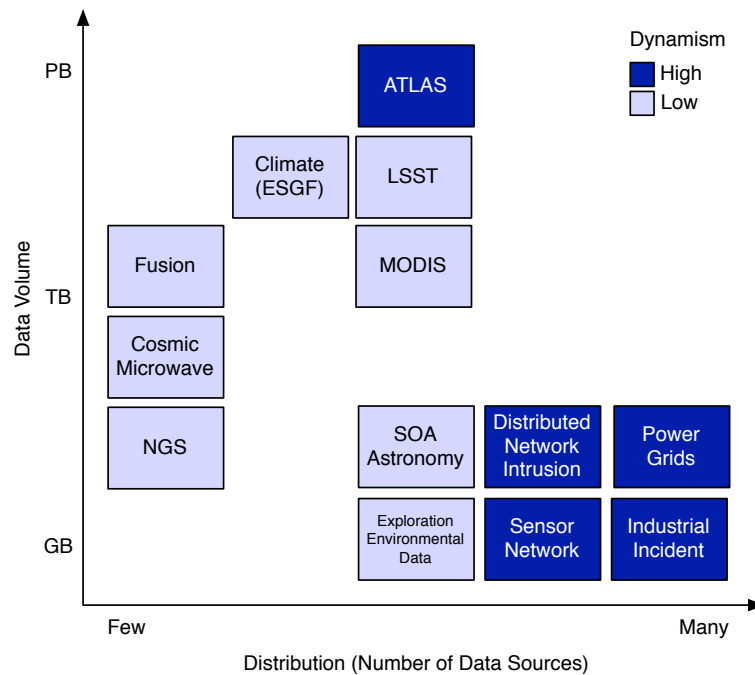 Dynamism
High
Low
PB
ATLAS
Climate
(ESGF)
LSST
Data Volume
Fusion
MODIS
TB
Cosmic
Microwave
NGS
SOA
Astronomy
Distributed
Network
Intrusion
Power
Grids
GB
Exploration
Environmental
Data
Sensor
Network
Industrial
Incident
Few
Many
Distribution (Number of Data Sources)